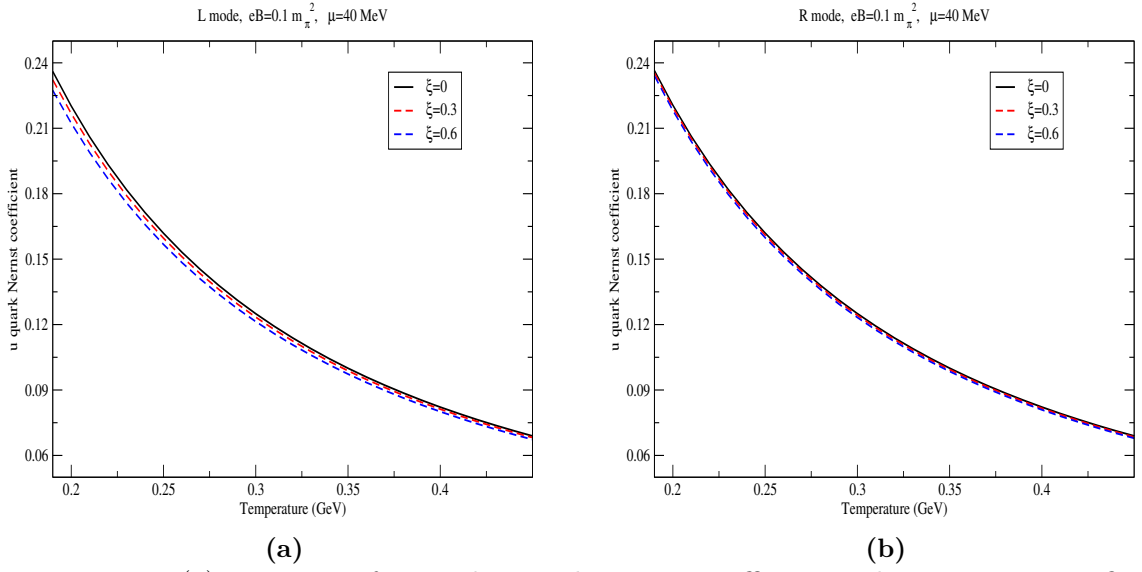 L mode, eB=0.1 m_π^2, μ=40 MeV
ξ=0
ξ=0.3
ξ=0.6
u quark Nernst coefficient
0.24
0.21
0.18
0.15
0.12
0.09
0.06
0.2 0.25 0.3 0.35 0.4
Temperature (GeV)
(a)
R mode, eB=0.1 m_π^2, μ=40 MeV
ξ=0
ξ=0.3
ξ=0.6
u quark Nernst coefficient
0.24
0.21
0.18
0.15
0.12
0.09
0.06
0.2 0.25 0.3 0.35 0.4
Temperature (GeV)
(b)